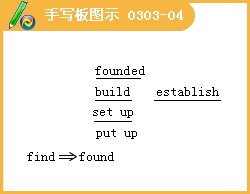 手写板图示 0303-04
founded
build establish
set up
put up
find⇒found